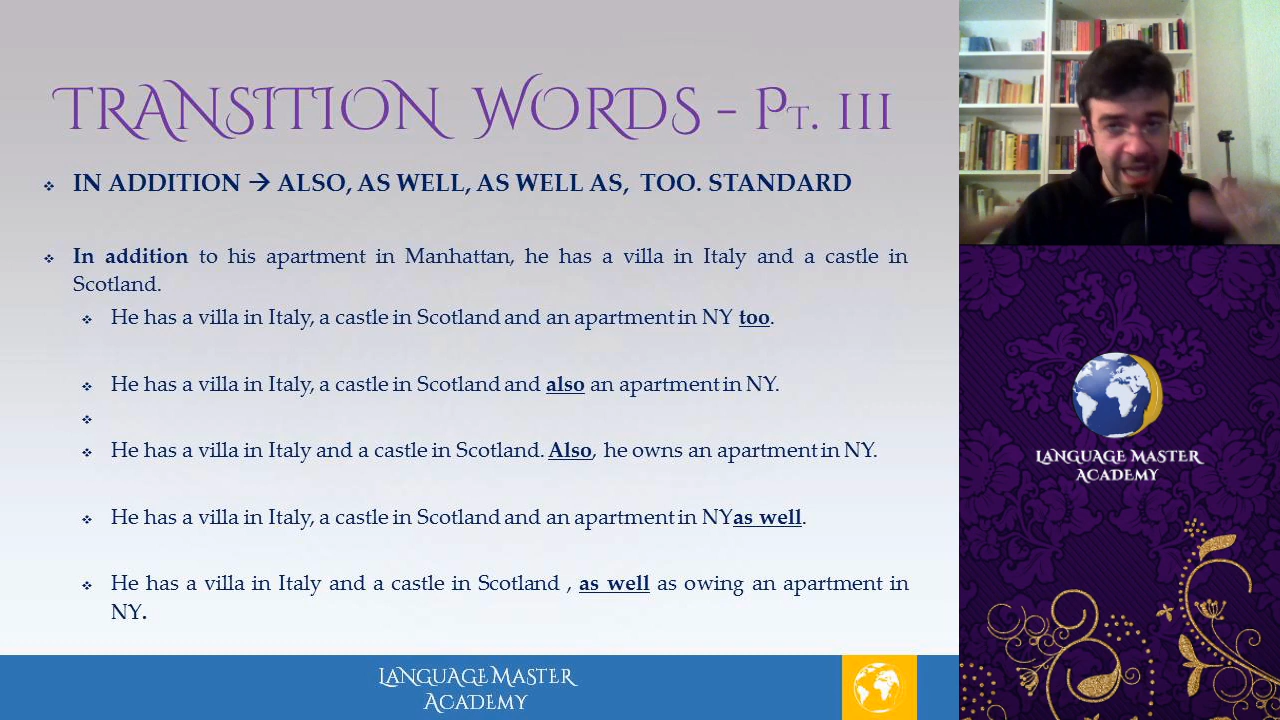 TRANSITION WORDS – PT. III
IN ADDITION → ALSO, AS WELL, AS WELL AS, TOO. STANDARD
In addition to his apartment in Manhattan, he has a villa in Italy and a castle in
Scotland.
He has a villa in Italy, a castle in Scotland and an apartment in NY too.
He has a villa in Italy, a castle in Scotland and also an apartment in NY.
He has a villa in Italy and a castle in Scotland. Also, he owns an apartment in NY.
He has a villa in Italy, a castle in Scotland and an apartment in NYas well.
He has a villa in Italy and a castle in Scotland , as well as owing an apartment in
NY.
LANGUAGE MASTER
ACADEMY
LANGUAGE MASTER
ACADEMY